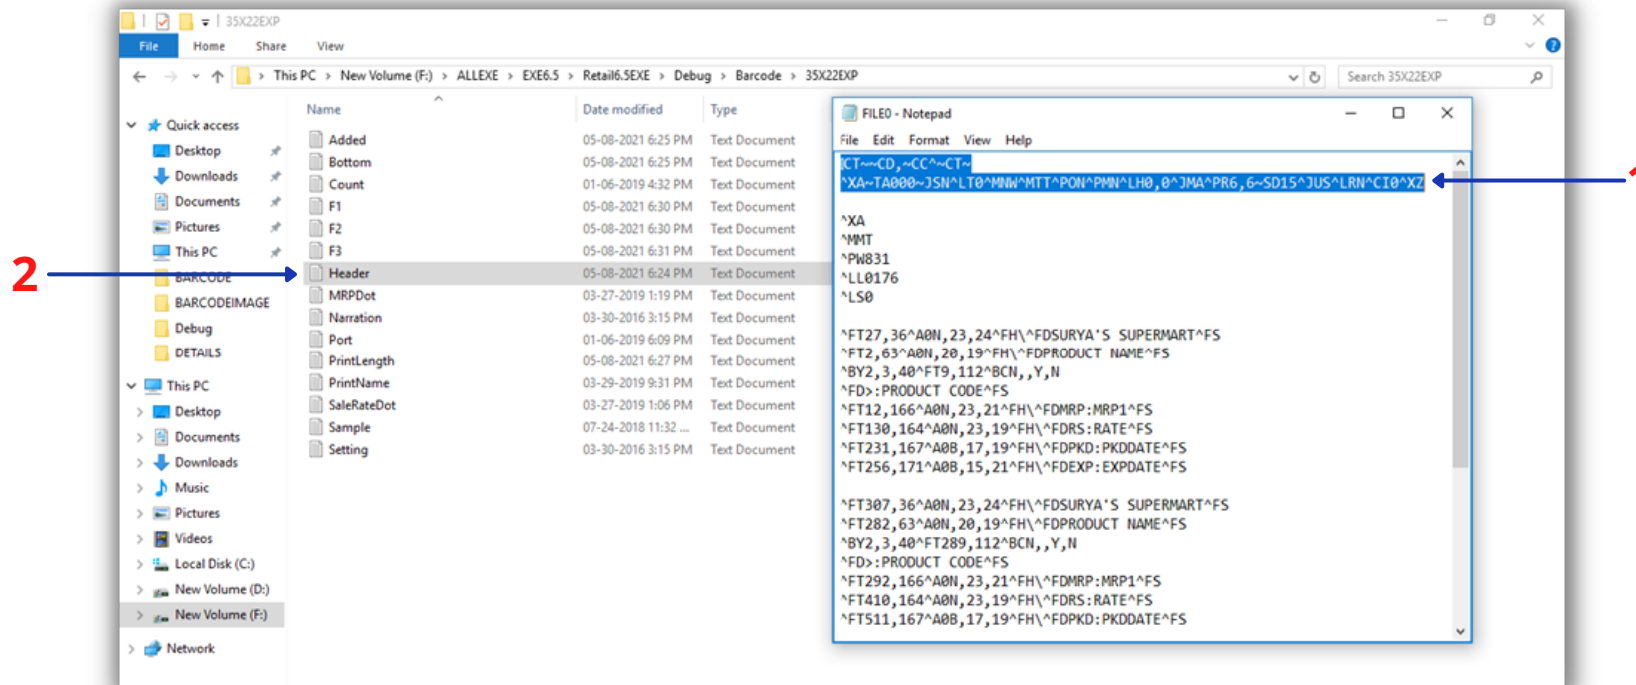 35X22EXP
File Home Share View
This PC > New Volume (F:) > ALLEXE > EXE6.5 > Retail6.5EXE > Debug > Barcode > 35X22EXP
Search 35X22EXP
Quick access
Desktop
Downloads
Documents
Pictures
This PC
BARCODE
BARCODEIMAGE
Debug
DETAILS
This PC
Desktop
Documents
Downloads
Music
Pictures
Videos
Local Disk (C:)
New Volume (D:)
New Volume (F:)
Network
2
Name Date modified Type
Added 05-08-2021 6:25 PM Text Document
Bottom 05-08-2021 6:25 PM Text Document
Count 01-06-2019 4:32 PM Text Document
F1 05-08-2021 6:30 PM Text Document
F2 05-08-2021 6:30 PM Text Document
F3 05-08-2021 6:31 PM Text Document
Header 05-08-2021 6:24 PM Text Document
MRPDot 03-27-2019 1:19 PM Text Document
Narration 03-30-2016 3:15 PM Text Document
Port 01-06-2019 6:09 PM Text Document
PrintLength 05-08-2021 6:27 PM Text Document
PrintName 03-29-2019 9:31 PM Text Document
SaleRateDot 03-27-2019 1:06 PM Text Document
Sample 07-24-2018 11:32 ... Text Document
Setting 03-30-2016 3:15 PM Text Document
FILE0 - Notepad
File Edit Format View Help
CT~~CD,~CC^~CT~
^XA~TA000~JSN^LT0^MNW^MTT^PON^PMN^LH0,0^JMA^PR6,6~SD15^JUS^LRN^CI0^XZ
^XA
^MMT
^PW831
^LL0176
^LS0
^FT27,36^A0N,23,24^FH\^FDSURYA'S SUPERMART^FS
^FT2,63^A0N,20,19^FH\^FDPRODUCT NAME^FS
^BY2,3,40^FT9,112^BCN,,Y,N
^FD>:PRODUCT CODE^FS
^FT12,166^A0N,23,21^FH\^FDMRP:MRP1^FS
^FT130,164^A0N,23,19^FH\^FDRS:RATE^FS
^FT231,167^A0B,17,19^FH\^FDPKD:PKDDATE^FS
^FT256,171^A0B,15,21^FH\^FDEXP:EXPDATE^FS
^FT307,36^A0N,23,24^FH\^FDSURYA'S SUPERMART^FS
^FT282,63^A0N,20,19^FH\^FDPRODUCT NAME^FS
^BY2,3,40^FT289,112^BCN,,Y,N
^FD>:PRODUCT CODE^FS
^FT292,166^A0N,23,21^FH\^FDMRP:MRP1^FS
^FT410,164^A0N,23,19^FH\^FDRS:RATE^FS
^FT511,167^A0B,17,19^FH\^FDPKD:PKDDATE^FS